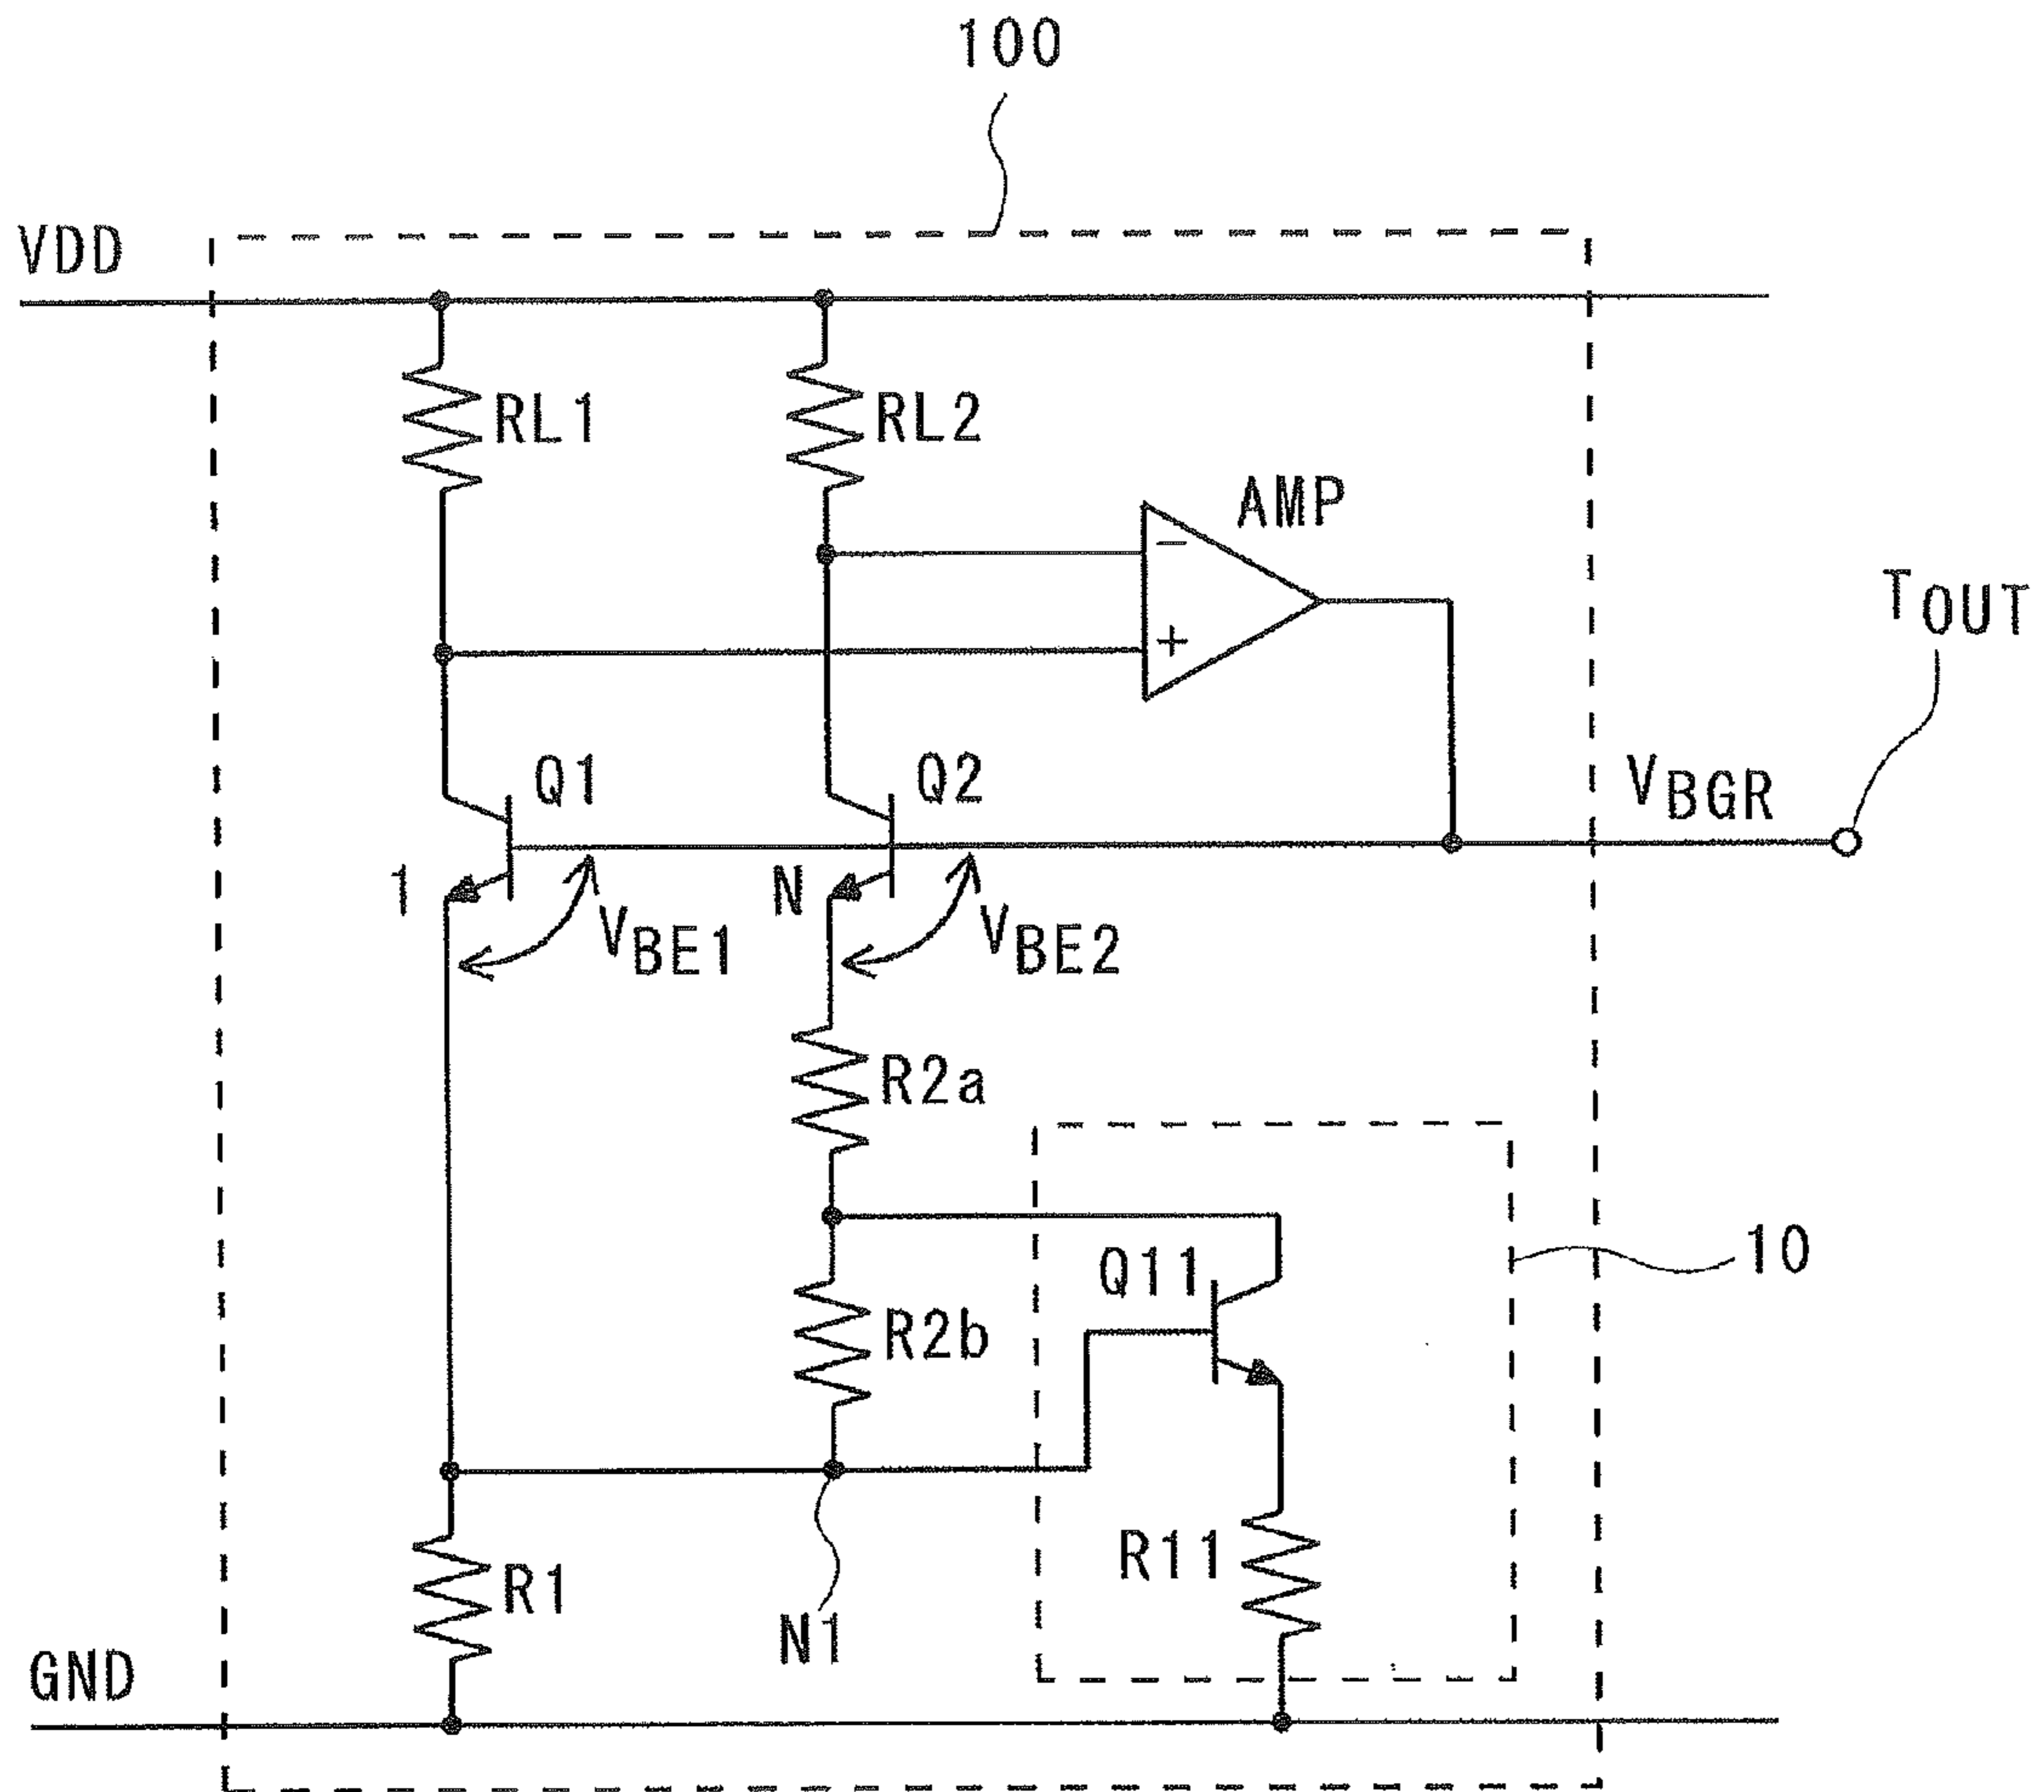 100
VDD
RL1
RL2
AMP
−
+
TOUT
Q1
Q2
VBGR
1
N
VBE1
VBE2
R2a
10
Q11
R2b
R11
R1
N1
GND